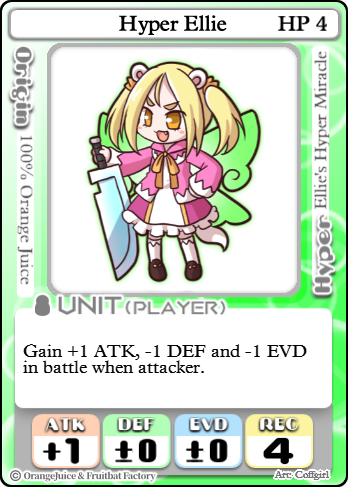 Hyper Ellie HP 4
Origin 100% Orange Juice
Hyper Ellie's Hyper Miracle
UNIT (PLAYER)
Gain +1 ATK, -1 DEF and -1 EVD
in battle when attacker.
ATK DEF EVD REC
+1 ±0 ±0 4
© OrangeJuice & Fruitbat Factory Arc: Coffgirl